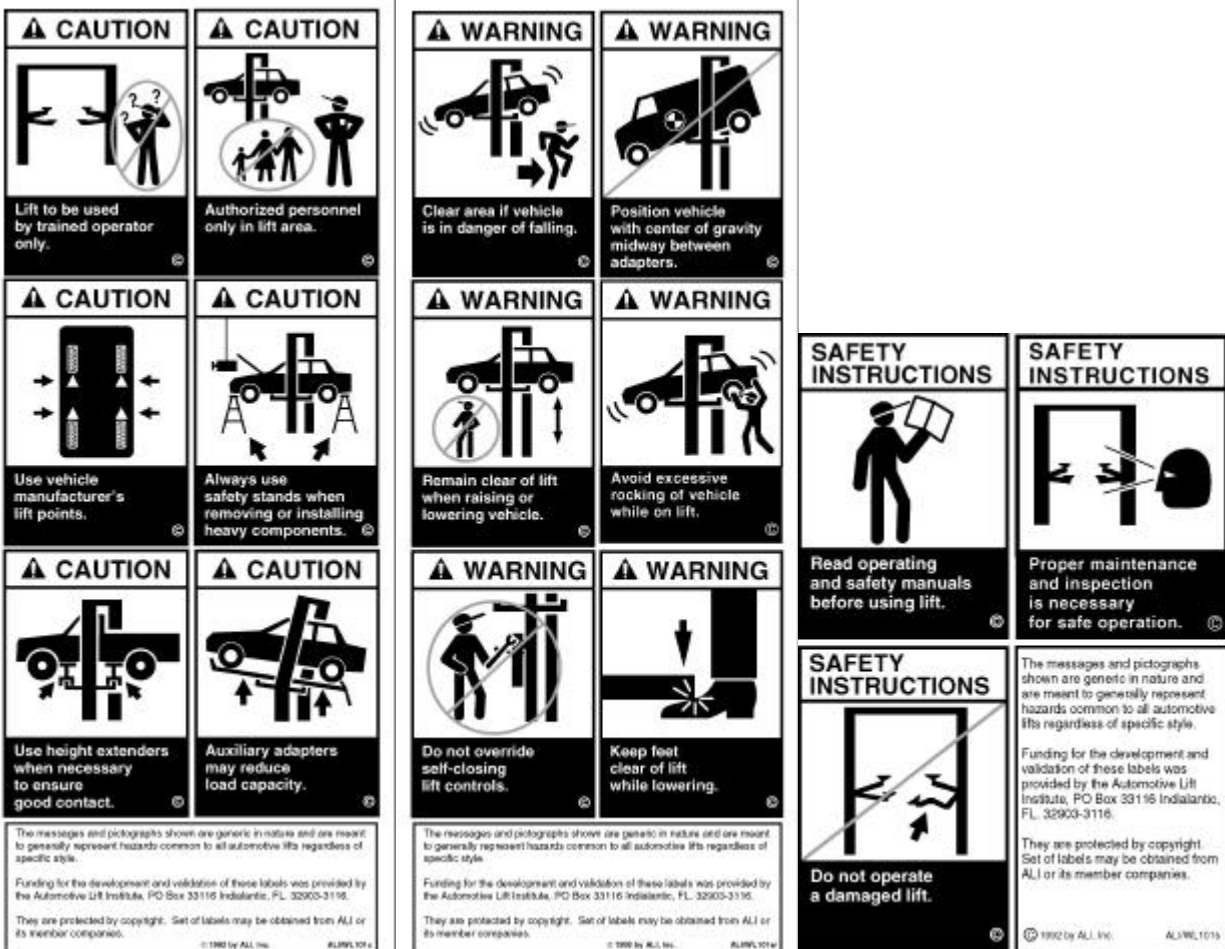 CAUTION
Lift to be used
by trained operator
only.
©
CAUTION
Authorized personnel
only in lift area.
©
CAUTION
Use vehicle
manufacturer's
lift points.
©
CAUTION
Always use
safety stands when
removing or installing
heavy components. ©
CAUTION
Use height extenders
when necessary
to ensure
good contact. ©
CAUTION
Auxiliary adapters
may reduce
load capacity.
©
The messages and pictographs shown are generic in nature and are meant
to generally represent hazards common to all automotive lifts regardless of
specific style.
Funding for the development and validation of these labels was provided by
the Automotive Lift Institute, PO Box 33116 Indialantic, FL. 32903-3116.
They are protected by copyright. Set of labels may be obtained from ALI or
its member companies.
by ALI, Inc.
WARNING
Clear area if vehicle
is in danger of falling.
©
WARNING
Position vehicle
with center of gravity
midway between
adapters. ©
WARNING
Remain clear of lift
when raising or
lowering vehicle.
©
WARNING
Avoid excessive
rocking of vehicle
while on lift.
©
WARNING
Do not override
self-closing
lift controls.
©
WARNING
Keep feet
clear of lift
while lowering.
©
The messages and pictographs shown are generic in nature and are meant
to generally represent hazards common to all automotive lifts regardless of
specific style.
Funding for the development and validation of these labels was provided by
the Automotive Lift Institute, PO Box 33116 Indialantic, FL. 32903-3116.
They are protected by copyright. Set of labels may be obtained from ALI or
its member companies.
by ALI, Inc.
SAFETY
INSTRUCTIONS
Read operating
and safety manuals
before using lift.
©
SAFETY
INSTRUCTIONS
Proper maintenance
and inspection
is necessary
for safe operation. ©
SAFETY
INSTRUCTIONS
Do not operate
a damaged lift.
©
The messages and pictographs
shown are generic in nature and
are meant to generally represent
hazards common to all automotive
lifts regardless of specific style.
Funding for the development and
validation of these labels was
provided by the Automotive Lift
Institute, PO Box 33116 Indialantic,
FL. 32903-3116.
They are protected by copyright.
Set of labels may be obtained from
ALI or its member companies.
© 1992 by ALI, Inc.